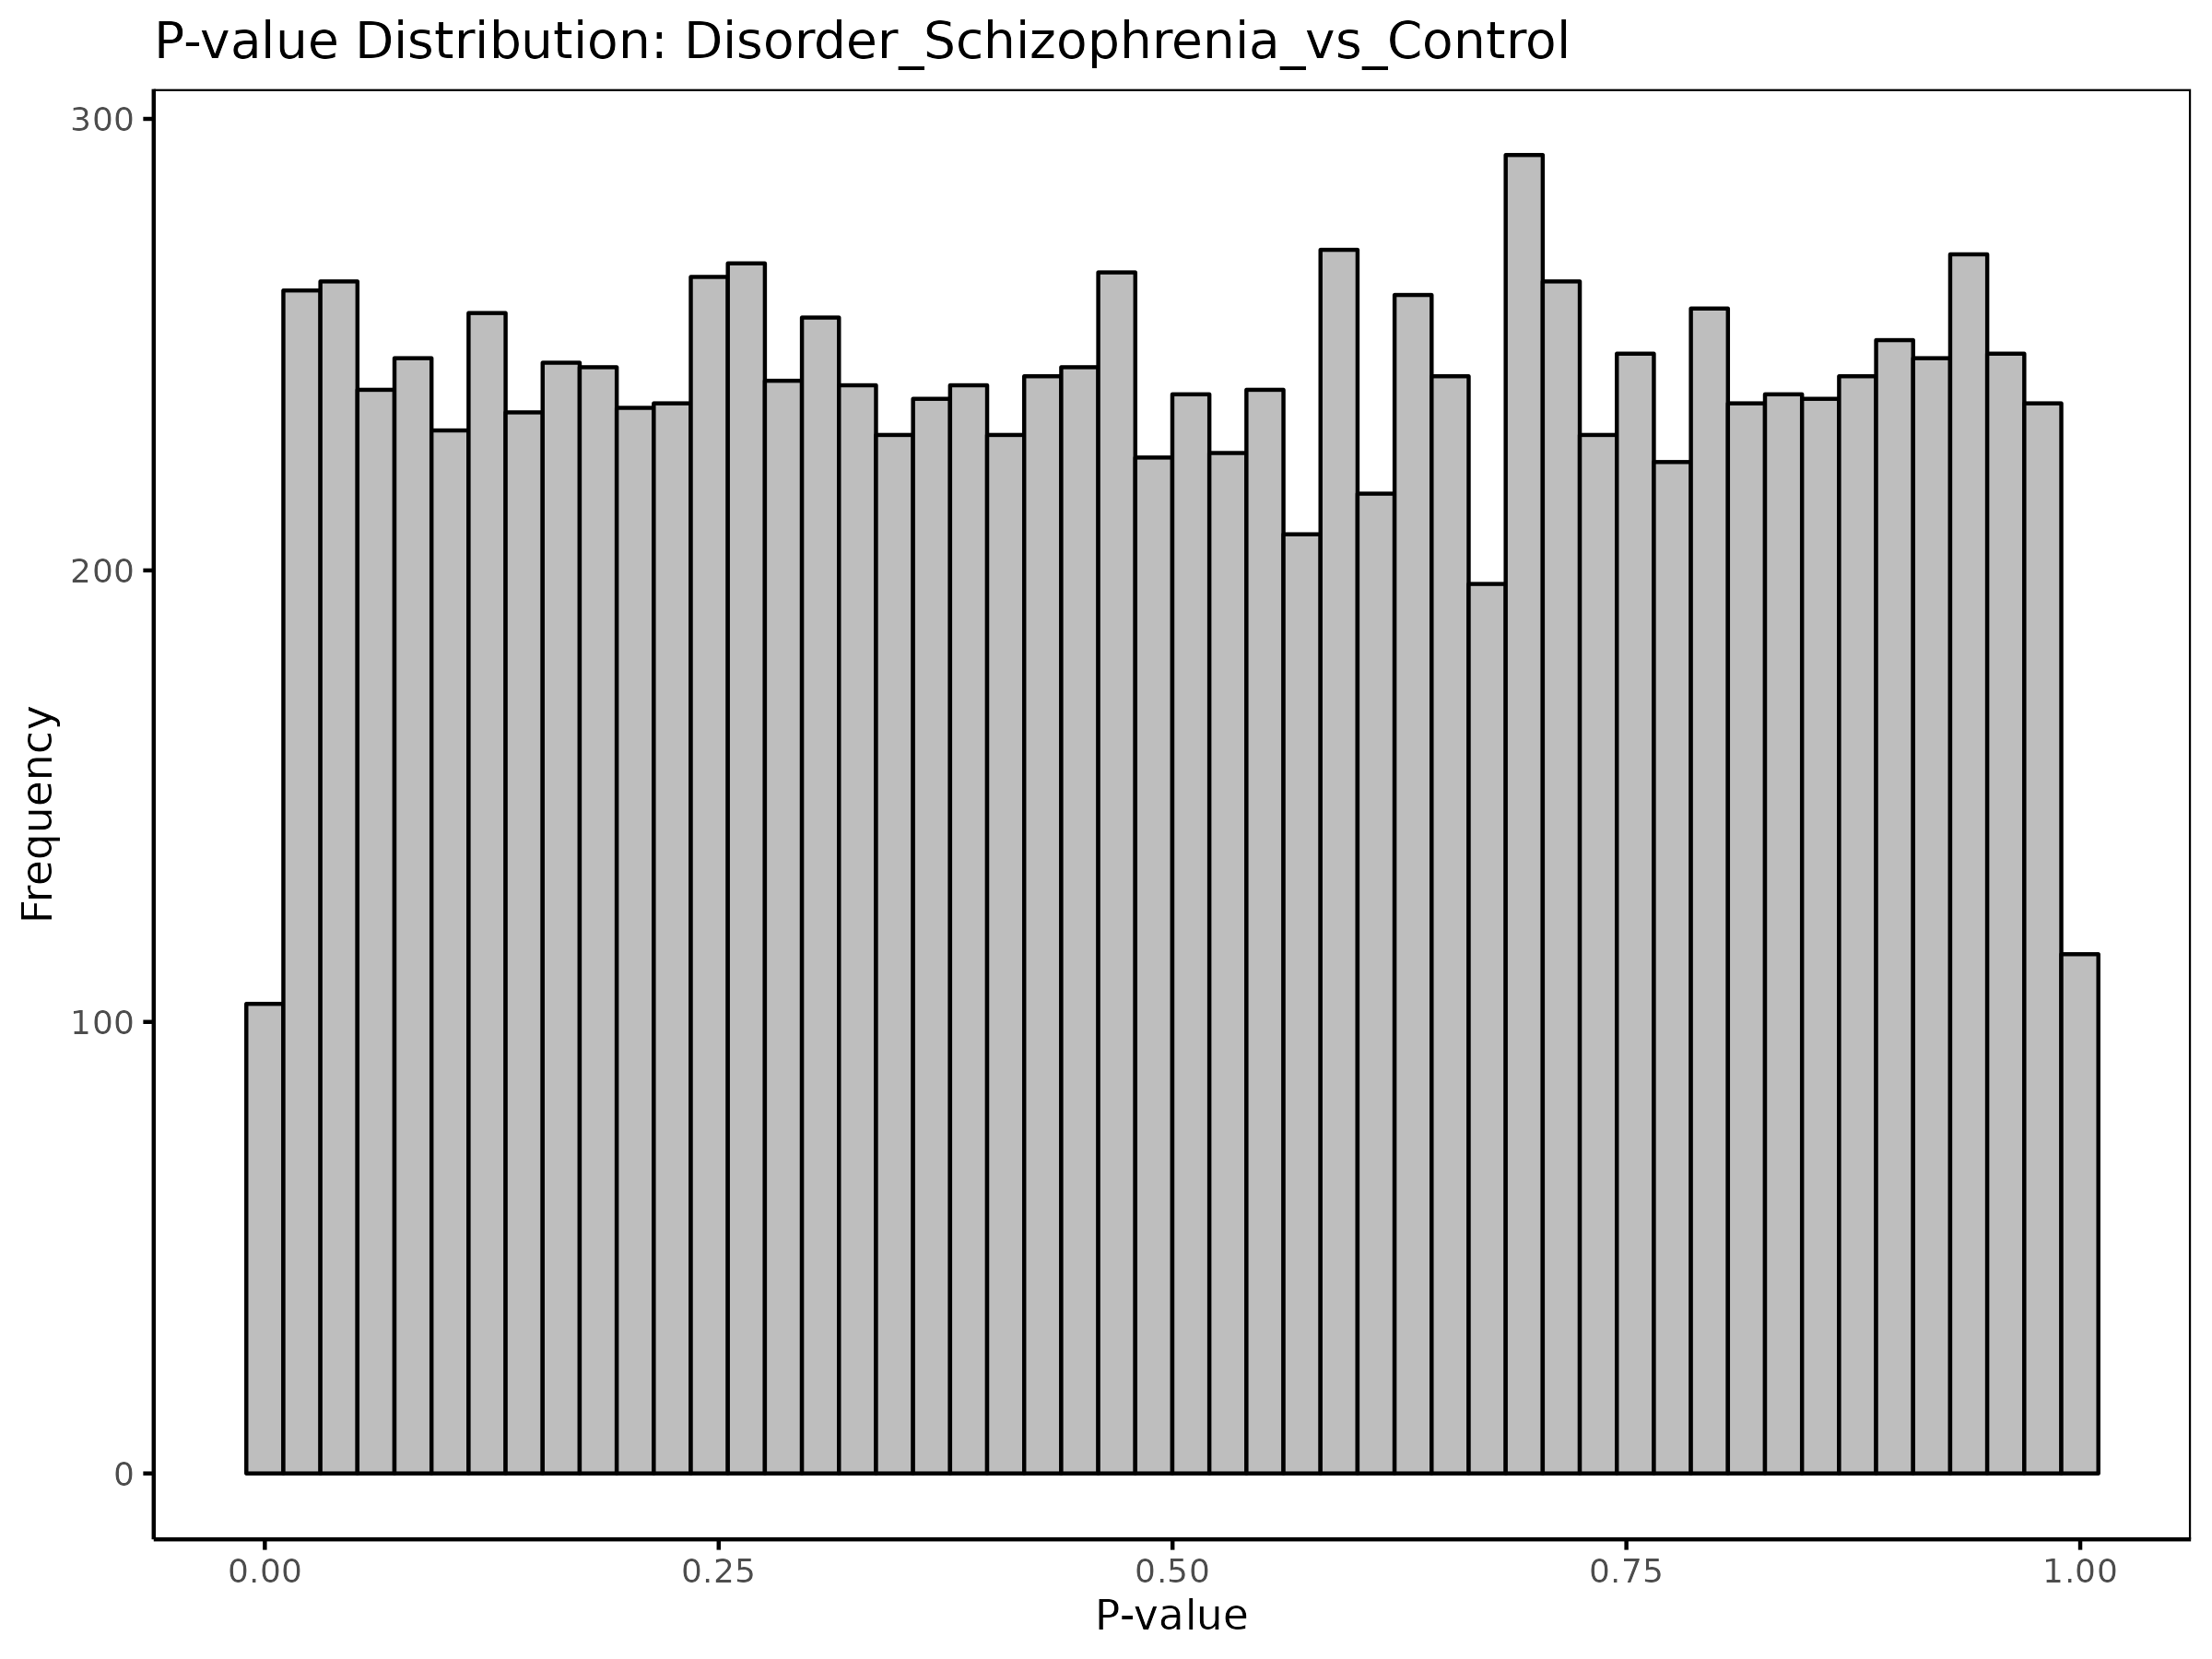 P-value Distribution: Disorder_Schizophrenia_vs_Control
300
200
100
0
Frequency
0.00 0.25 0.50 0.75 1.00
P-value